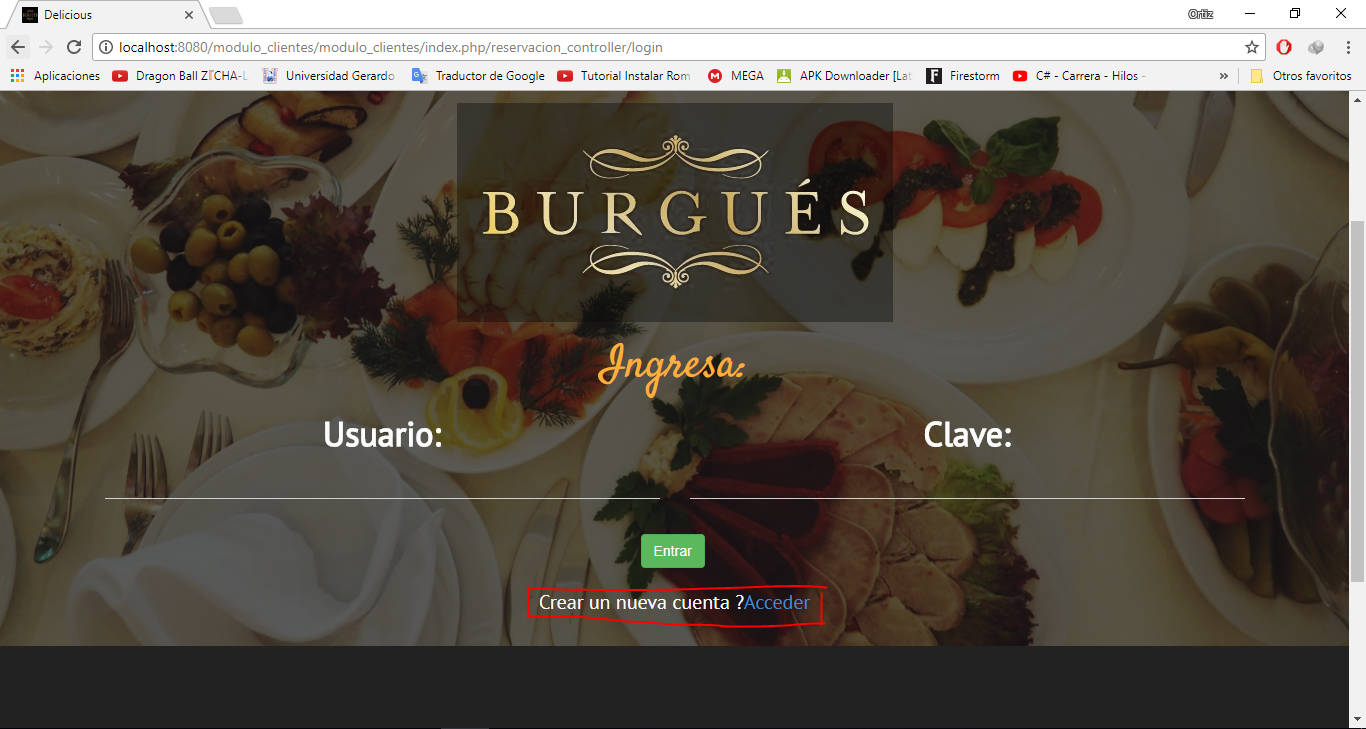 Delicious
Ortiz
localhost:8080/modulo_clientes/modulo_clientes/index.php/reservacion_controller/login
Aplicaciones Dragon Ball Z Universidad Gerardo Traductor de Google Tutorial Instalar Rom MEGA APK Downloader [Lat Firestorm C# - Carrera - Hilos - » Otros favoritos
BURGUÉS
Ingresa:
Usuario: Clave:
Entrar
Crear un nueva cuenta ?Acceder